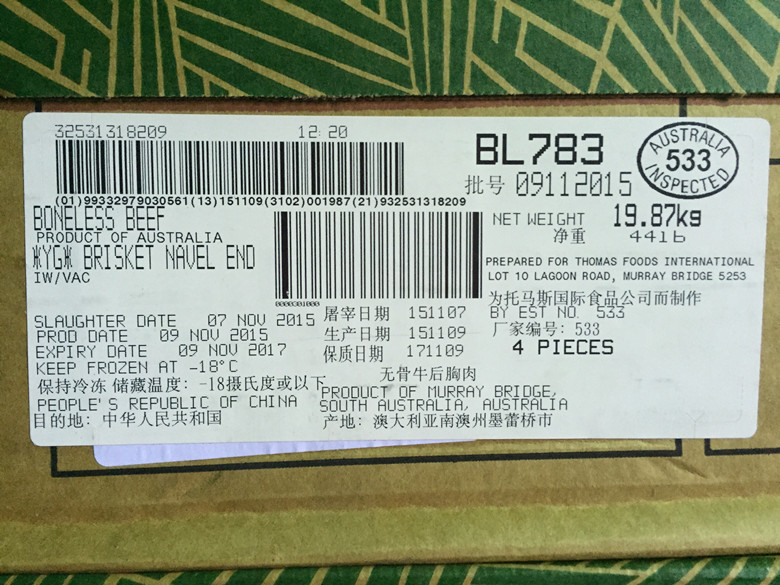 32531318209 12:20
(01)99332979030561(13)151109(3102)001987(21)932531318209
BL783
批号 09112015
AUSTRALIA
533
INSPECTED
BONELESS BEEF
PRODUCT OF AUSTRALIA
*YG* BRISKET NAVEL END
IW/VAC
NET WEIGHT 19.87kg
净重 44lb
PREPARED FOR THOMAS FOODS INTERNATIONAL
LOT 10 LAGOON ROAD, MURRAY BRIDGE 5253
为托马斯国际食品公司而制作
BY EST NO. 533
厂家编号: 533
4 PIECES
SLAUGHTER DATE 07 NOV 2015 屠宰日期 151107
PROD DATE 09 NOV 2015 生产日期 151109
EXPIRY DATE 09 NOV 2017 保质日期 171109
KEEP FROZEN AT -18°C
无骨牛后胸肉
保持冷冻 储藏温度: -18摄氏度或以下
PEOPLE'S REPUBLIC OF CHINA
目的地: 中华人民共和国
PRODUCT OF MURRAY BRIDGE,
SOUTH AUSTRALIA, AUSTRALIA
产地: 澳大利亚南澳州墨蕾桥市